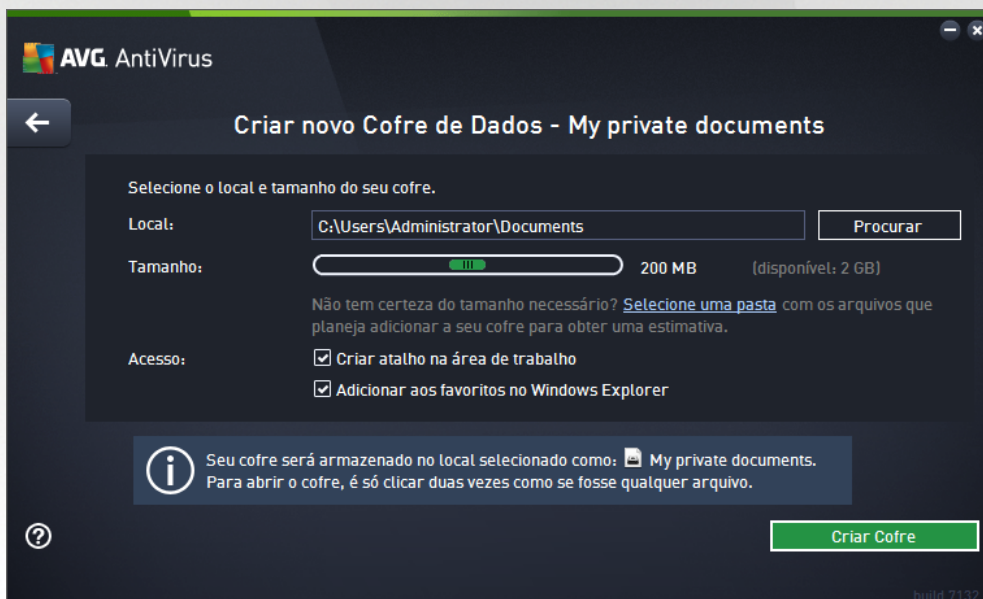 AVG. AntiVirus
Criar novo Cofre de Dados - My private documents
Selecione o local e tamanho do seu cofre.
Local:
C:\Users\Administrator\Documents
Procurar
Tamanho:
200 MB
(disponível: 2 GB)
Não tem certeza do tamanho necessário? Selecione uma pasta com os arquivos que
planeja adicionar a seu cofre para obter uma estimativa.
Acesso:
Criar atalho na área de trabalho
Adicionar aos favoritos no Windows Explorer
Seu cofre será armazenado no local selecionado como: My private documents.
Para abrir o cofre, é só clicar duas vezes como se fosse qualquer arquivo.
Criar Cofre
build 7132